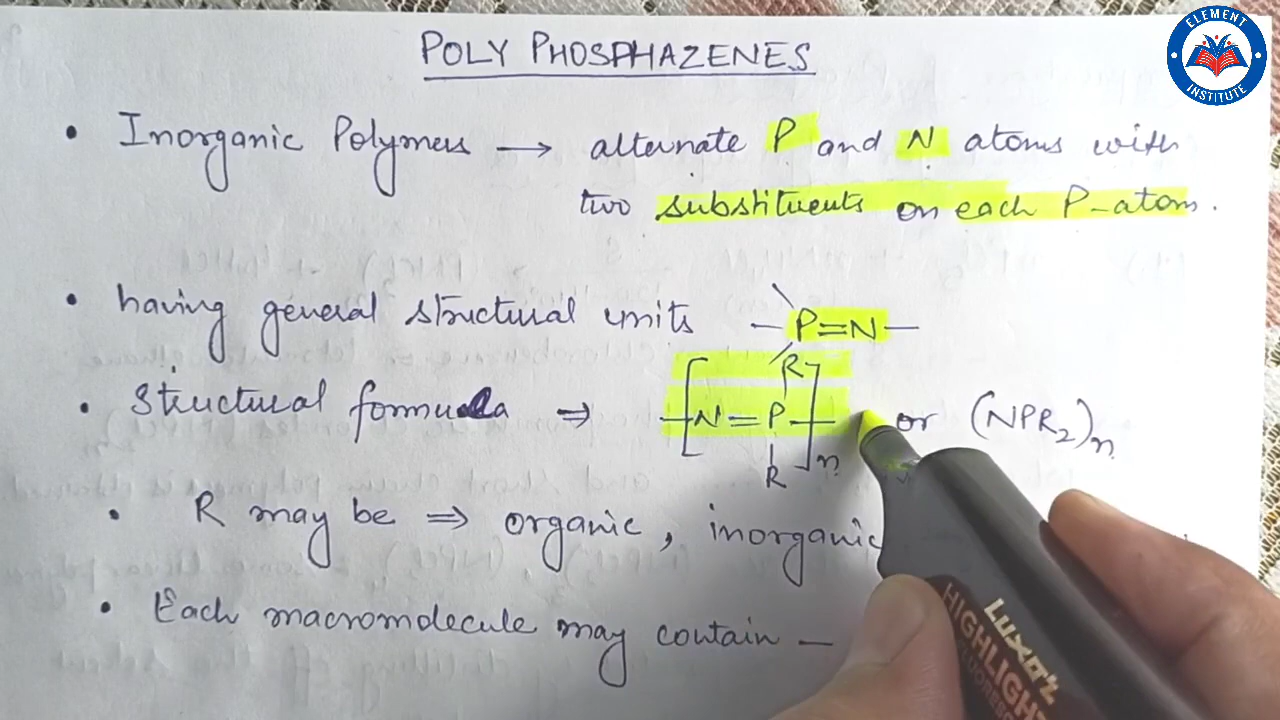 POLY PHOSPHAZENES
ELEMENT INSTITUTE
• Inorganic Polymers → alternate P and N atoms with
two substituents on each P-atom.
• having general structural units –P=N–
• Structural formula ⇒ –[N=P–]n or (NPR₂)n
R
R
• R may be ⇒ organic, inorganic
• Each macromolecule may contain –
Luxor
HIGHLIGH